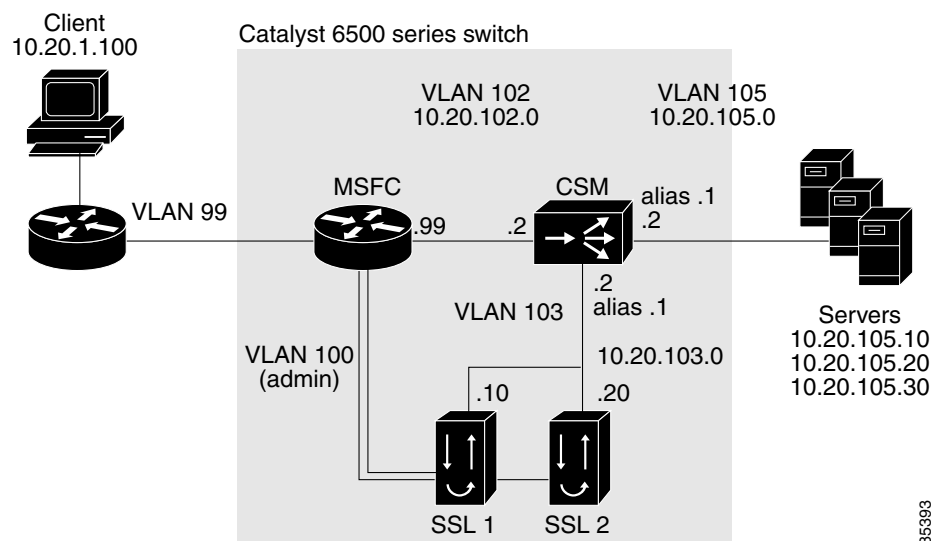 Client
10.20.1.100
Catalyst 6500 series switch
VLAN 102
10.20.102.0
VLAN 105
10.20.105.0
MSFC
CSM
alias .1
VLAN 99
.99
.2
.2
.2
alias .1
VLAN 103
Servers
10.20.105.10
10.20.105.20
10.20.105.30
VLAN 100
(admin)
10.20.103.0
.10
.20
SSL 1
SSL 2